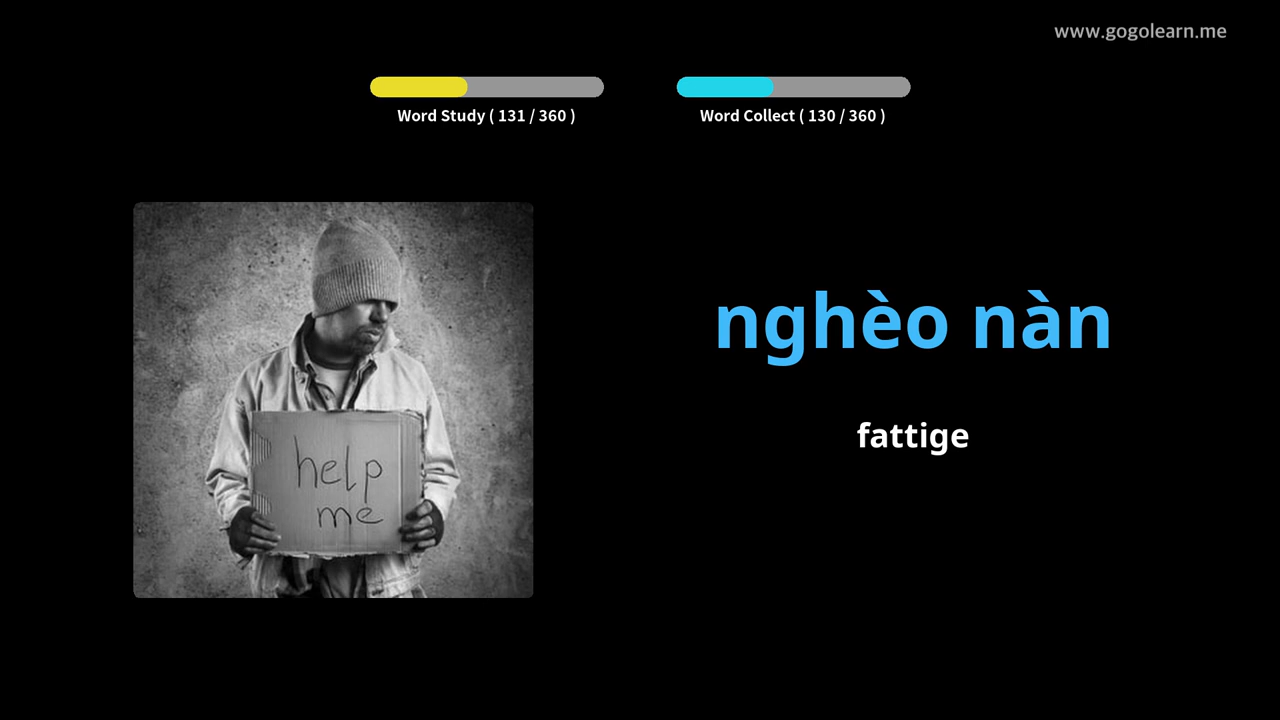 www.gogolearn.me
Word Study ( 131 / 360 )
Word Collect ( 130 / 360 )
help
me
nghèo nàn
fattige